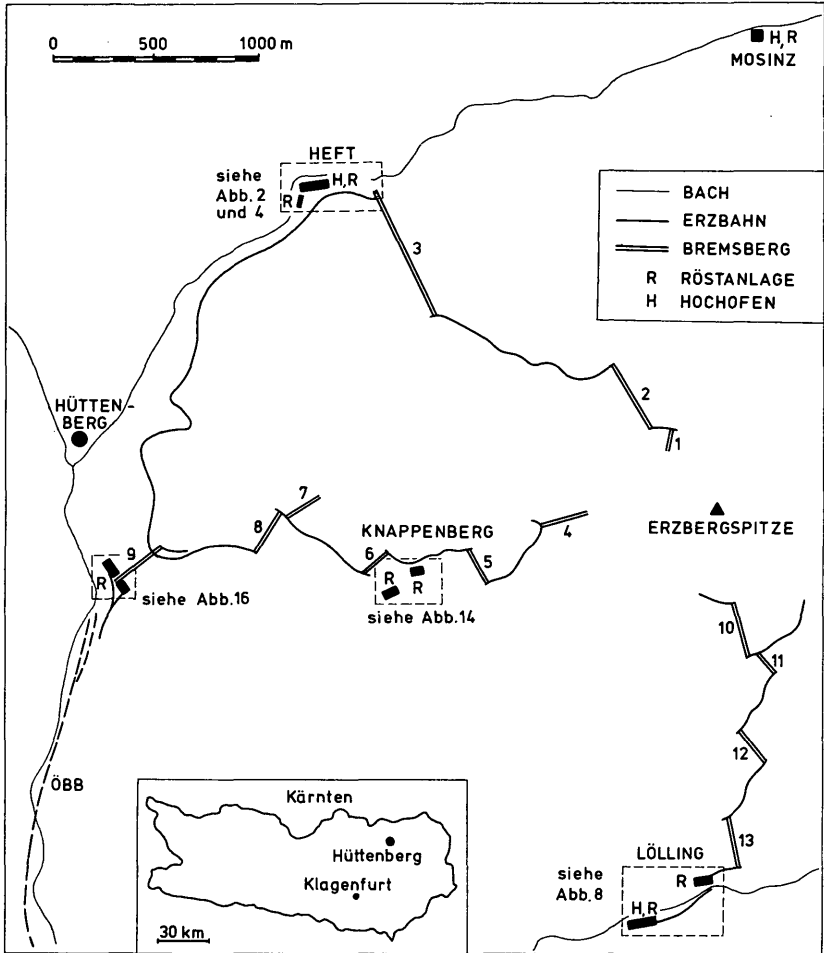 0 500 1000 m
H,R
MOSINZ
HEFT
siehe
Abb. 2
und 4
H,R
R
BACH
ERZBAHN
BREMSBERG
R RÖSTANLAGE
H HOCHOFEN
3
2
1
HÜTTEN-
BERG
7
8
KNAPPENBERG
4
ERZBERGSPITZE
9
6
5
R
R
R
siehe Abb.16
siehe Abb.14
10
11
12
13
ÖBB
Kärnten
Hüttenberg
Klagenfurt
30 km
LÖLLING
siehe
Abb.8
R
H,R